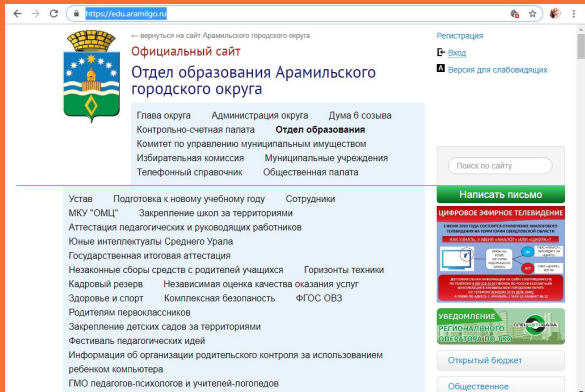 https://edu.aramilgo.ru
← вернуться на сайт Арамильского городского округа
Официальный сайт
Отдел образования Арамильского
городского округа
Глава округа Администрация округа Дума 6 созыва
Контрольно-счетная палата Отдел образования
Комитет по управлению муниципальным имуществом
Избирательная комиссия Муниципальные учреждения
Телефонный справочник Общественная палата
Регистрация
Вход
Версия для слабовидящих
Поиск по сайту
Написать письмо
ЦИФРОВОЕ ЭФИРНОЕ ТЕЛЕВИДЕНИЕ
УВЕДОМЛЕНИЕ
РЕГИОНАЛЬНОГО
ОПЕРАТОРА ПО ТКО
Открытый бюджет
Общественное
Устав Подготовка к новому учебному году Сотрудники
МКУ "ОМЦ" Закрепление школ за территориями
Аттестация педагогических и руководящих работников
Юные интеллектуалы Среднего Урала
Государственная итоговая аттестация
Незаконные сборы средств с родителей учащихся Горизонты техники
Кадровый резерв Независимая оценка качества оказания услуг
Здоровье и спорт Комплексная безопаность ФГОС ОВЗ
Родителям первоклассников
Закрепление детских садов за территориями
Фестиваль педагогических идей
Информация об организации родительского контроля за использованием
ребенком компьютера
ГМО педагогов-психологов и учителей-логопедов